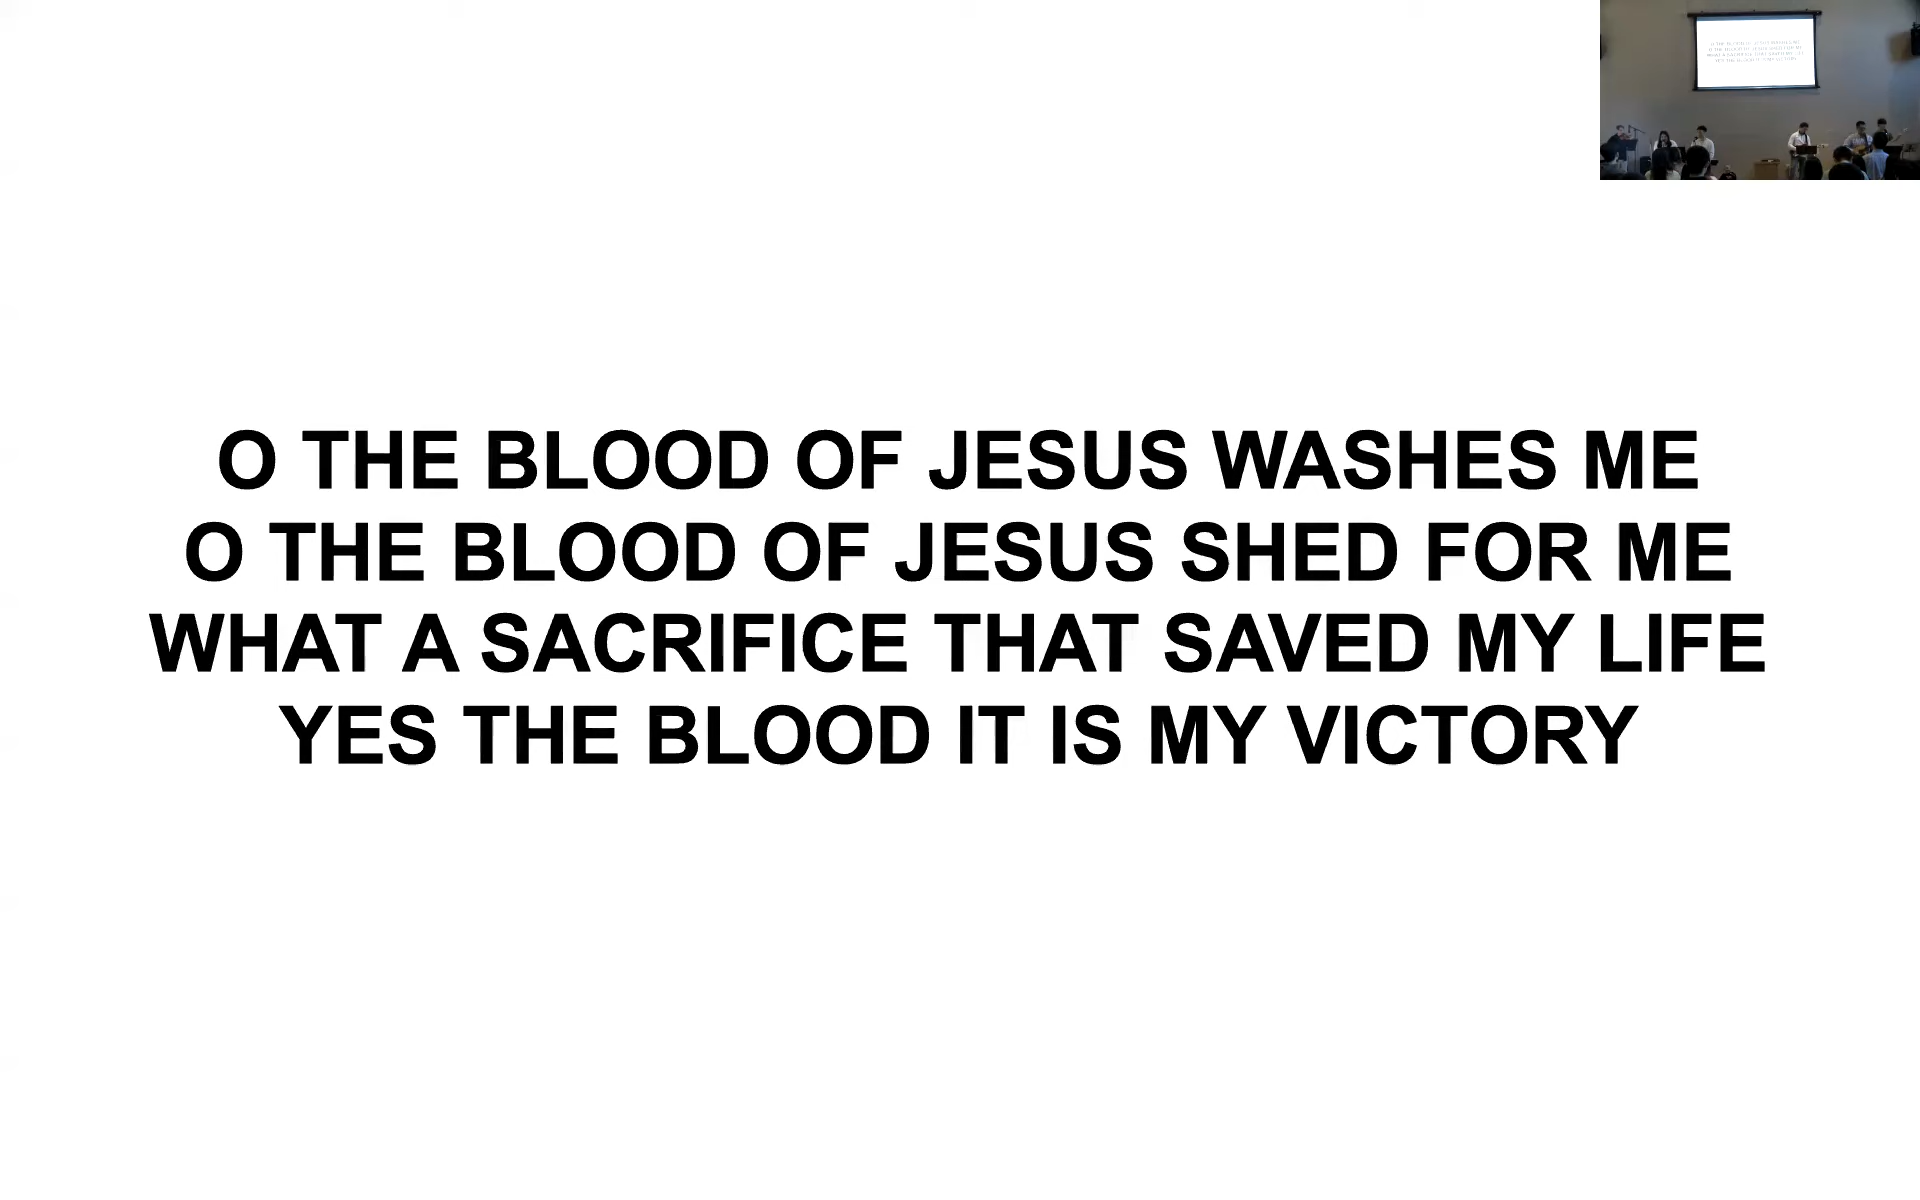 O THE BLOOD OF JESUS WASHES ME
O THE BLOOD OF JESUS SHED FOR ME
WHAT A SACRIFICE THAT SAVED MY LIFE
YES THE BLOOD IT IS MY VICTORY